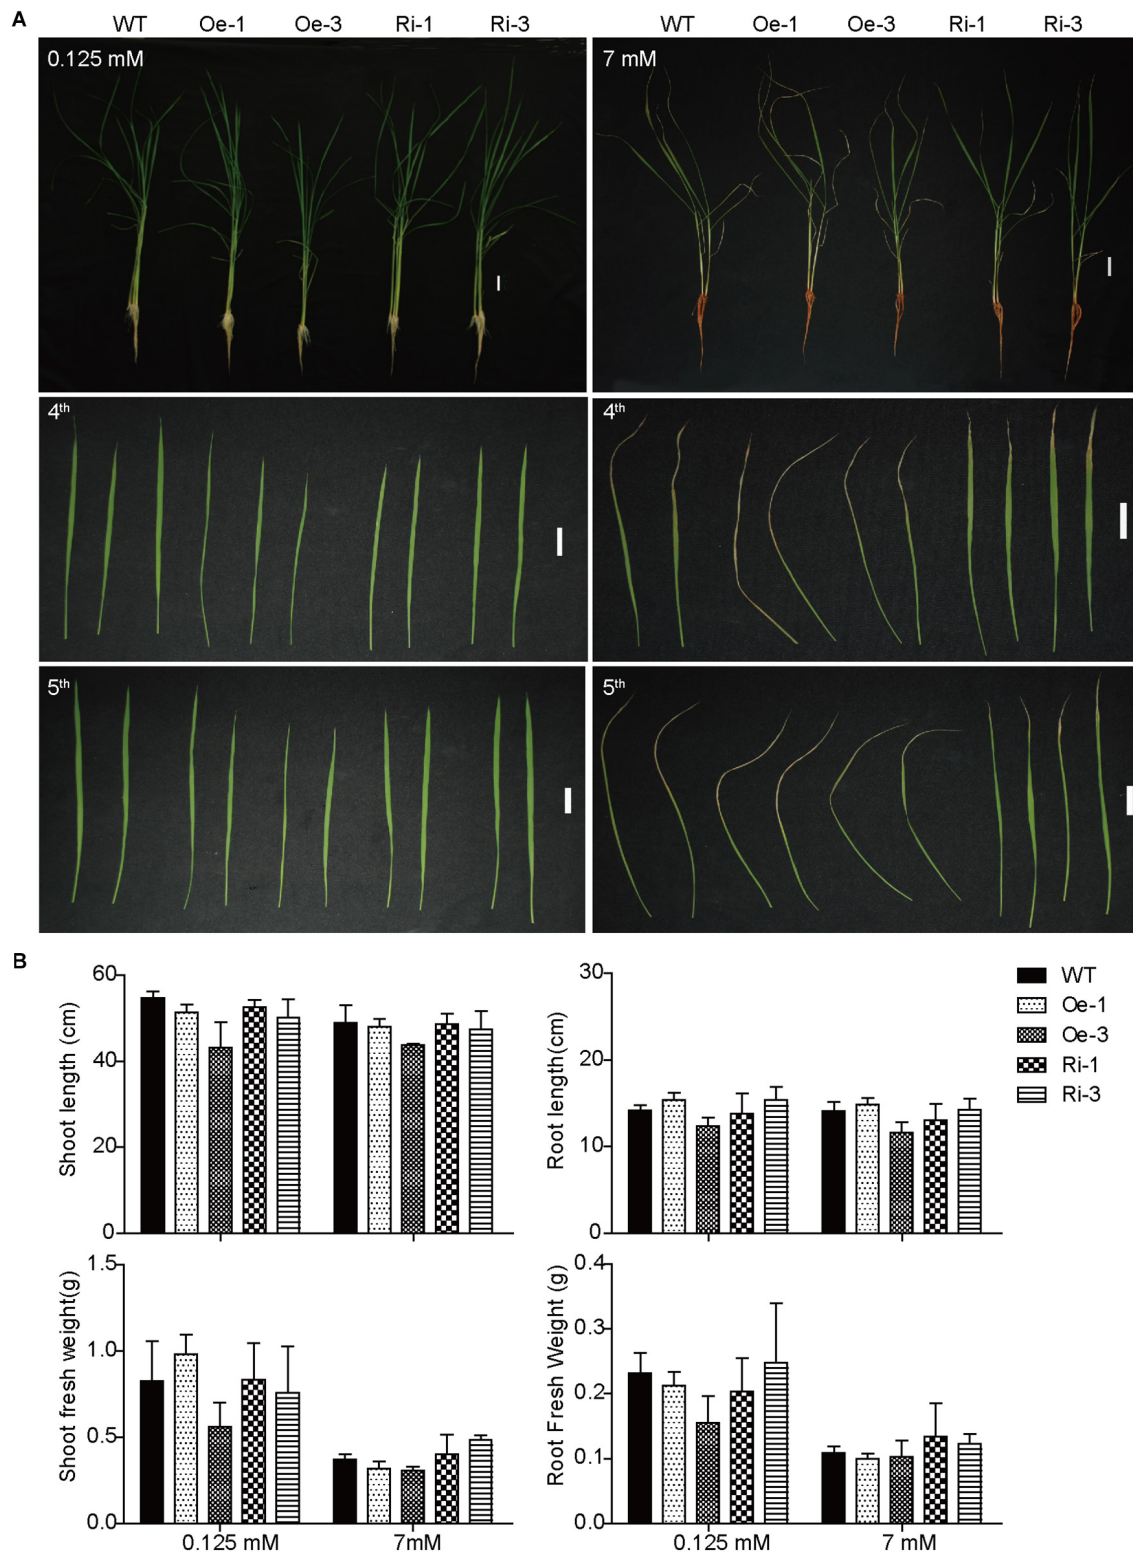 A WT Oe-1 Oe-3 Ri-1 Ri-3 WT Oe-1 Oe-3 Ri-1 Ri-3
0.125 mM 7 mM
4th 4th
5th 5th
B
Shoot length (cm)
60
40
20
0
Root length(cm)
30
20
10
0
WT
Oe-1
Oe-3
Ri-1
Ri-3
Shoot fresh weight(g)
1.5
1.0
0.5
0.0
0.125 mM 7mM
Root Fresh Weight (g)
0.4
0.3
0.2
0.1
0.0
0.125 mM 7 mM